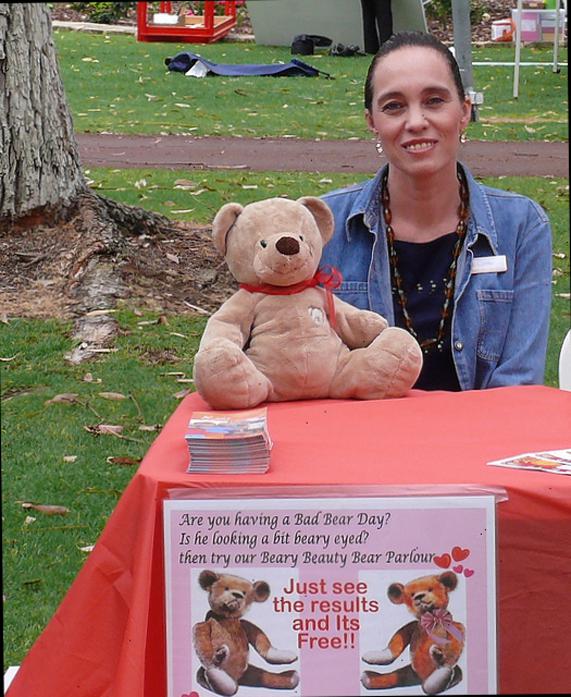 Are you having a Bad Bear Day?
Is he looking a bit beary eyed?
then try our Beary Beauty Bear Parlour
Just see
the results
and Its
Free!!